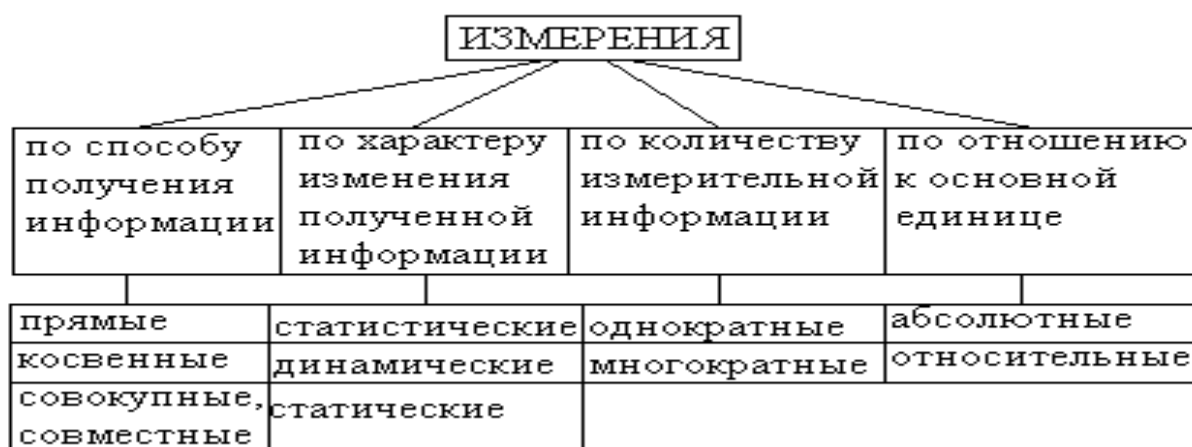 ИЗМЕРЕНИЯ
по способу
получения
информации
по характеру
изменения
полученной
информации
по количеству
измерительной
информации
по отношению
к основной
единице
прямые
косвенные
совокупные,
совместные
статистические
динамические
статические
однократные
многократные
абсолютные
относительные